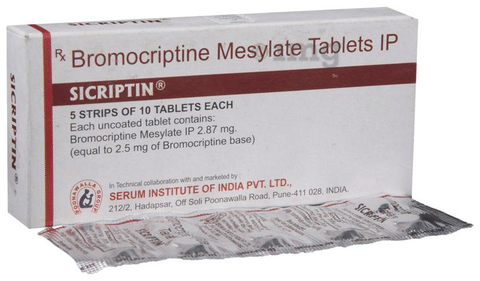 Rx Bromocriptine Mesylate Tablets IP
SICRIPTIN®
5 STRIPS OF 10 TABLETS EACH
Each uncoated tablet contains:
Bromocriptine Mesylate IP 2.87 mg.
(equal to 2.5 mg of Bromocriptine base)
In Technical collaboration with and marketed by :
SERUM INSTITUTE OF INDIA PVT. LTD.,
212/2, Hadapsar, Off Soli Poonawalla Road, Pune-411 028, INDIA.
POONAWALLA GROUP
SICRIPTIN®